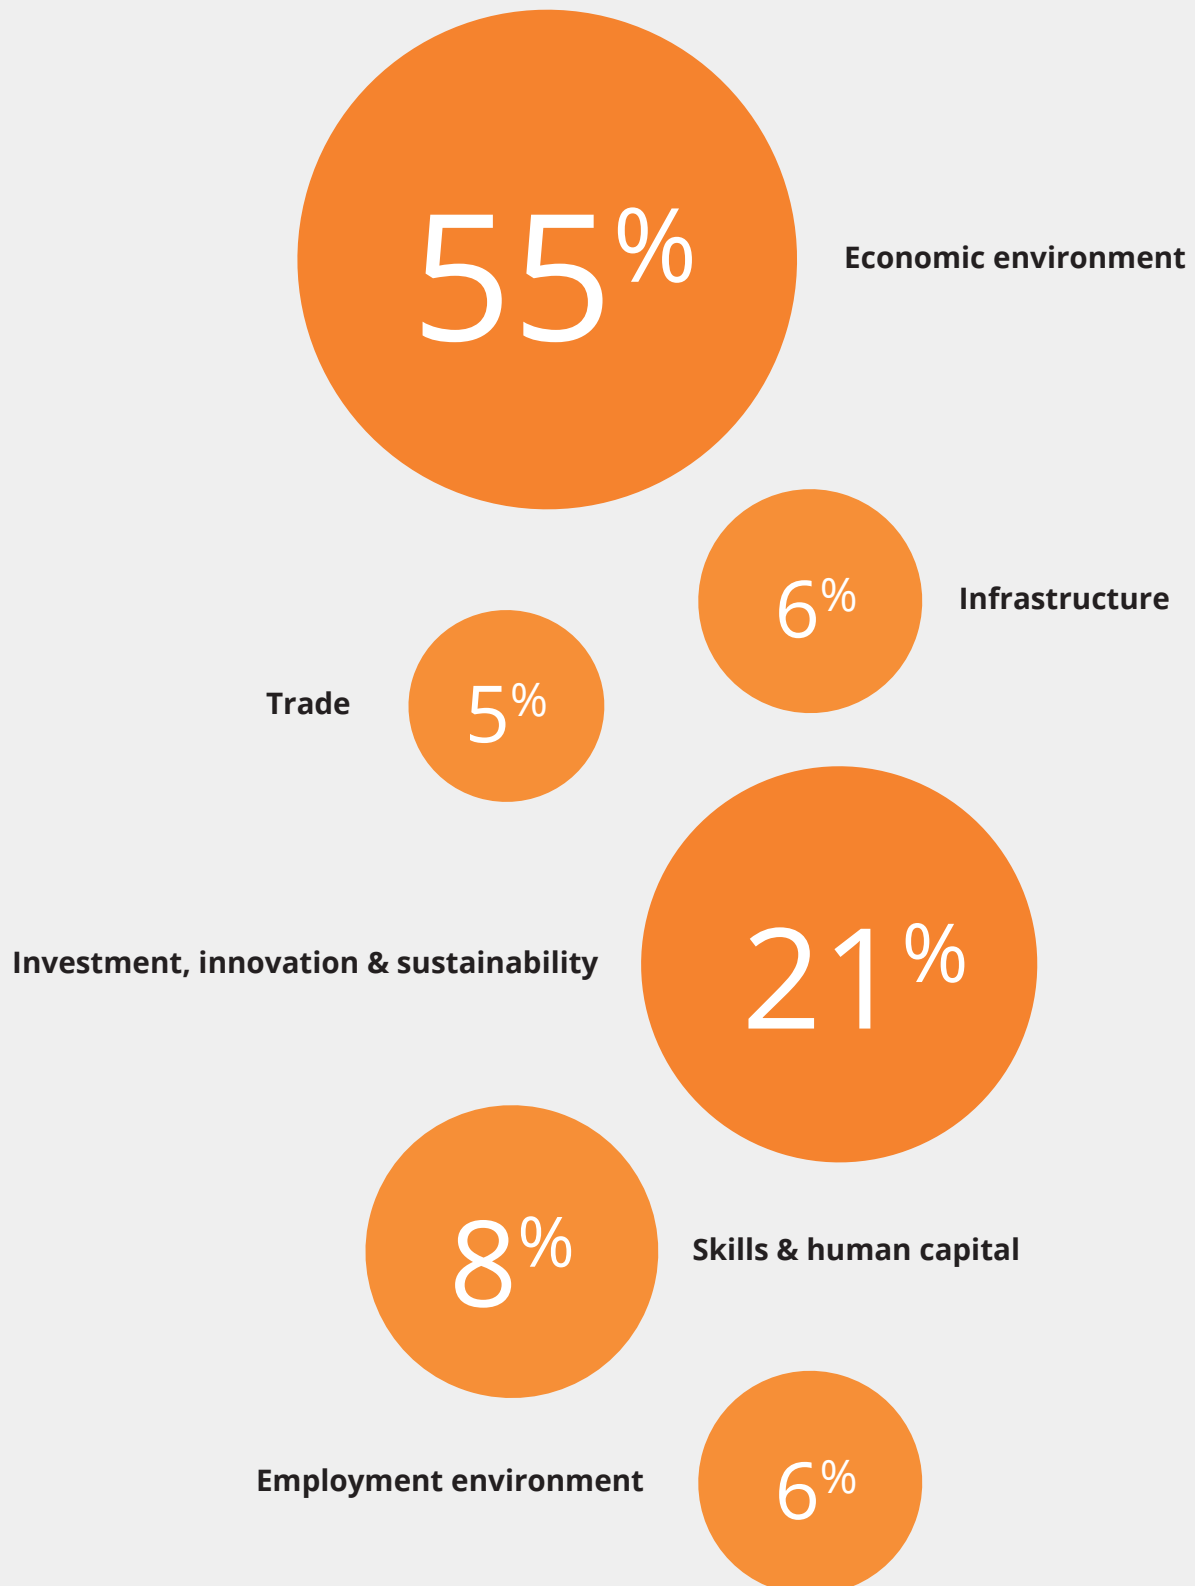 55%
Economic environment
6%
Infrastructure
Trade
5%
Investment, innovation & sustainability
21%
8%
Skills & human capital
Employment environment
6%